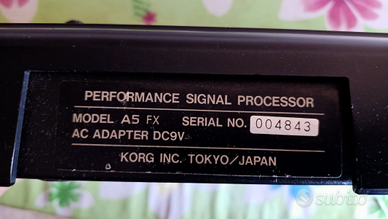 PERFORMANCE SIGNAL PROCESSOR
MODEL A5 FX SERIAL NO. 004843
AC ADAPTER DC9V
KORG INC. TOKYO/JAPAN
subito